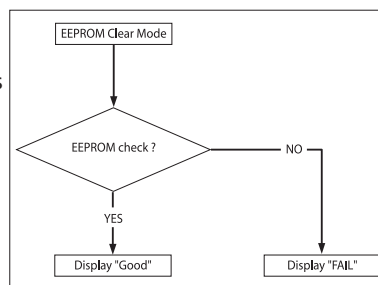 EEPROM Clear Mode
s
EEPROM check ?
NO
YES
Display "Good"
Display "FAIL"